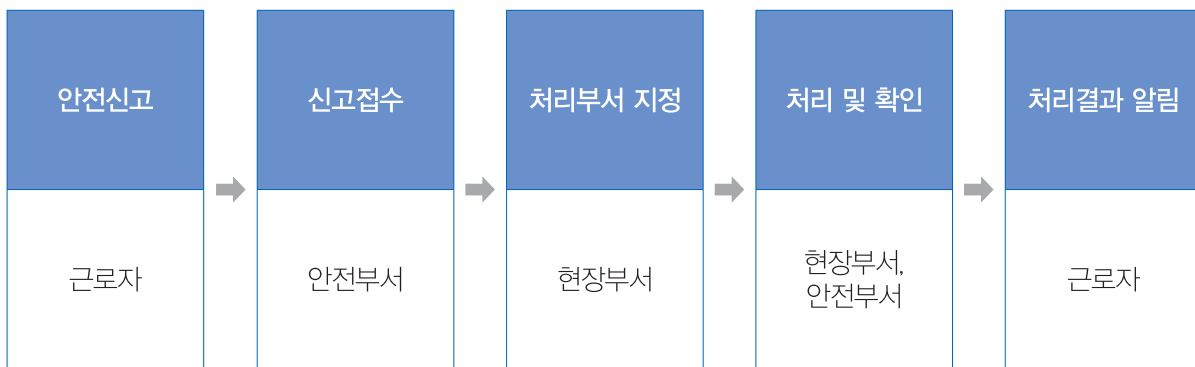 안전신고
신고접수
처리부서 지정
처리 및 확인
처리결과 알림
근로자
안전부서
현장부서
현장부서,
안전부서
근로자